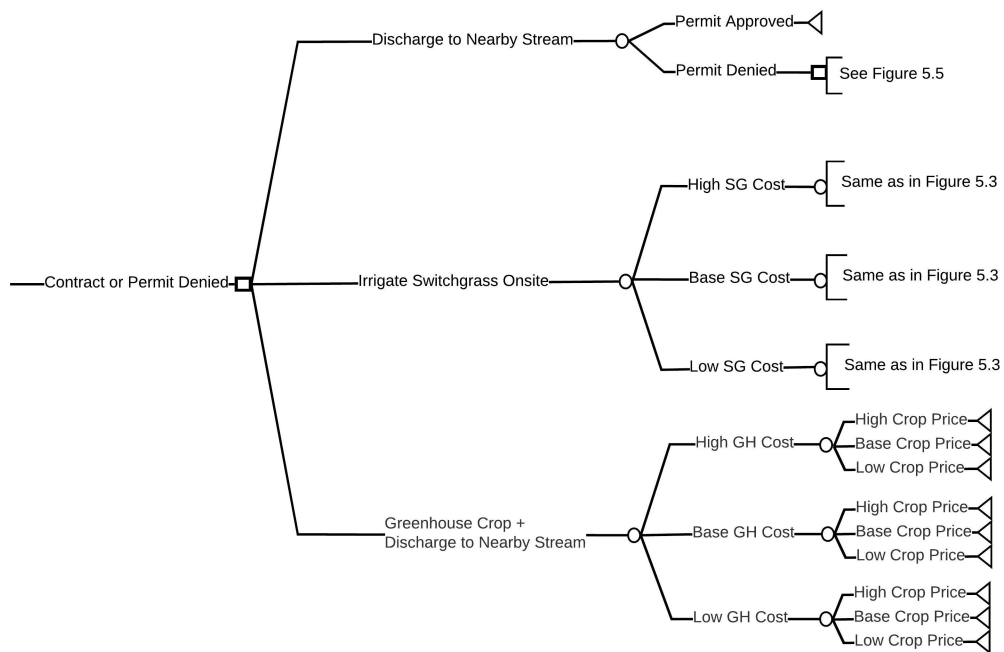 Permit Approved
Discharge to Nearby Stream
Permit Denied
See Figure 5.5
High SG Cost
Same as in Figure 5.3
Contract or Permit Denied
Irrigate Switchgrass Onsite
Base SG Cost
Same as in Figure 5.3
Low SG Cost
Same as in Figure 5.3
Greenhouse Crop +
Discharge to Nearby Stream
High GH Cost
High Crop Price
Base Crop Price
Low Crop Price
Base GH Cost
High Crop Price
Base Crop Price
Low Crop Price
Low GH Cost
High Crop Price
Base Crop Price
Low Crop Price